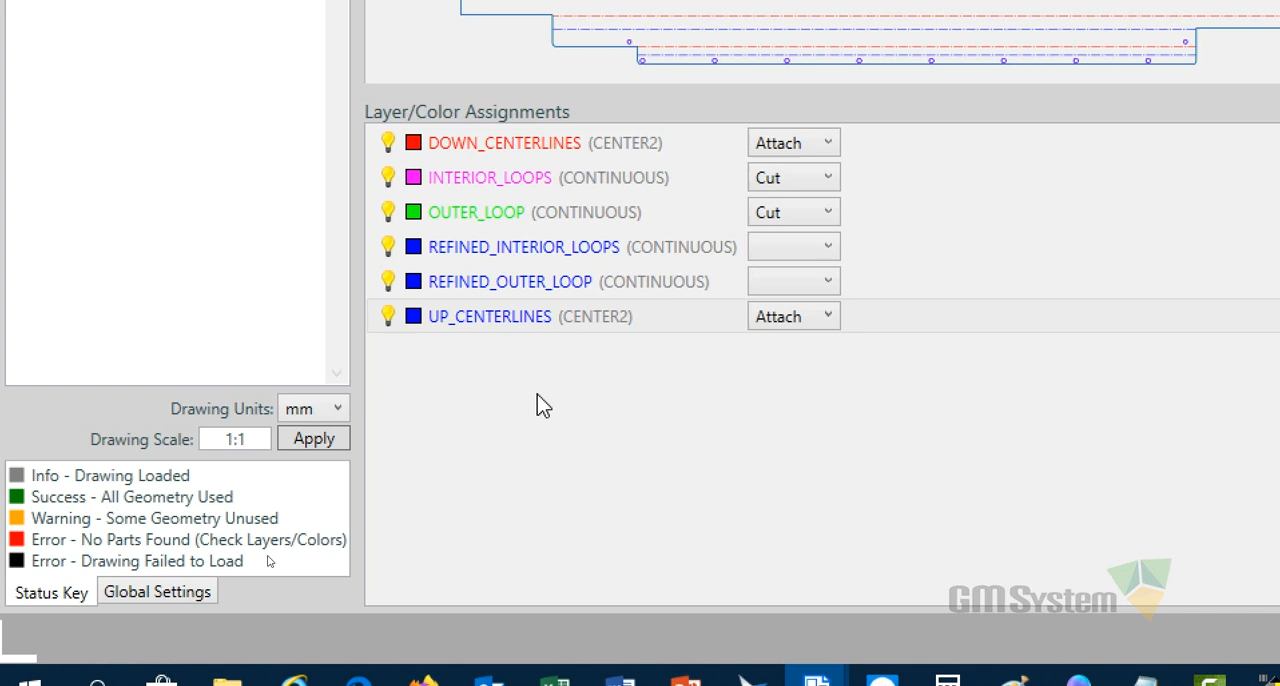 Layer/Color Assignments
DOWN_CENTERLINES (CENTER2) Attach
INTERIOR_LOOPS (CONTINUOUS) Cut
OUTER_LOOP (CONTINUOUS) Cut
REFINED_INTERIOR_LOOPS (CONTINUOUS)
REFINED_OUTER_LOOP (CONTINUOUS)
UP_CENTERLINES (CENTER2) Attach
Drawing Units: mm
Drawing Scale: 1:1 Apply
Info - Drawing Loaded
Success - All Geometry Used
Warning - Some Geometry Unused
Error - No Parts Found (Check Layers/Colors)
Error - Drawing Failed to Load
Status Key Global Settings
GMSystem